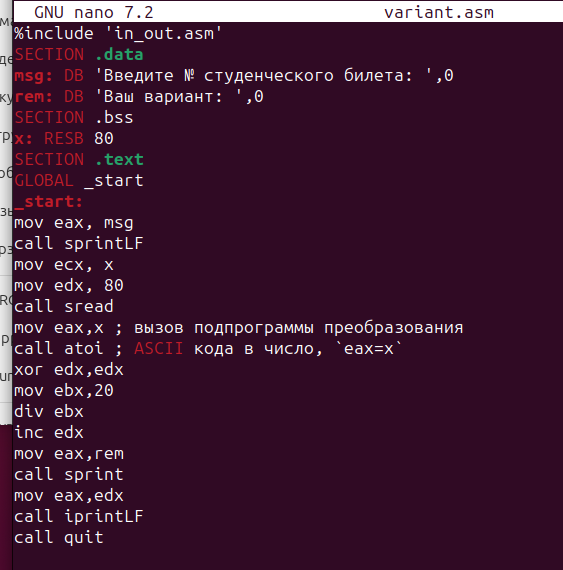 GNU nano 7.2 variant.asm
%include 'in_out.asm'
SECTION .data
msg: DB 'Введите № студенческого билета: ',0
rem: DB 'Ваш вариант: ',0
SECTION .bss
x: RESB 80
SECTION .text
GLOBAL _start
_start:
mov eax, msg
call sprintLF
mov ecx, x
mov edx, 80
call sread
mov eax,x ; вызов подпрограммы преобразования
call atoi ; ASCII кода в число, `eax=x`
xor edx,edx
mov ebx,20
div ebx
inc edx
mov eax,rem
call sprint
mov eax,edx
call iprintLF
call quit